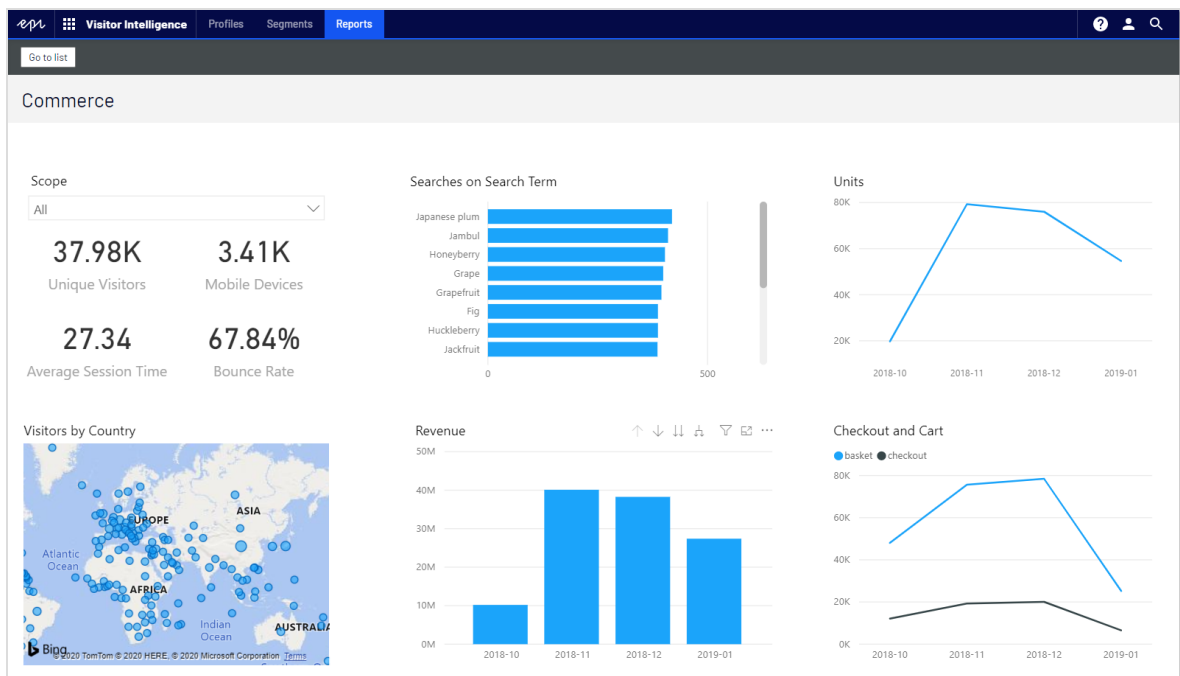 epi Visitor Intelligence Profiles Segments Reports
Go to list
Commerce
Scope
All
37.98K 3.41K
Unique Visitors Mobile Devices
27.34 67.84%
Average Session Time Bounce Rate
Searches on Search Term
Japanese plum
Jambul
Honeyberry
Grape
Grapefruit
Fig
Huckleberry
Jackfruit
0 500
Units
80K
60K
40K
20K
2018-10 2018-11 2018-12 2019-01
Visitors by Country
ASIA
EUROPE
Atlantic
Ocean
AFRICA
Indian
Ocean
AUSTRALIA
Bing
© 2020 TomTom © 2020 HERE, © 2020 Microsoft Corporation Terms
Revenue
50M
40M
30M
20M
10M
0M
2018-10 2018-11 2018-12 2019-01
Checkout and Cart
basket checkout
80K
60K
40K
20K
0K
2018-10 2018-11 2018-12 2019-01